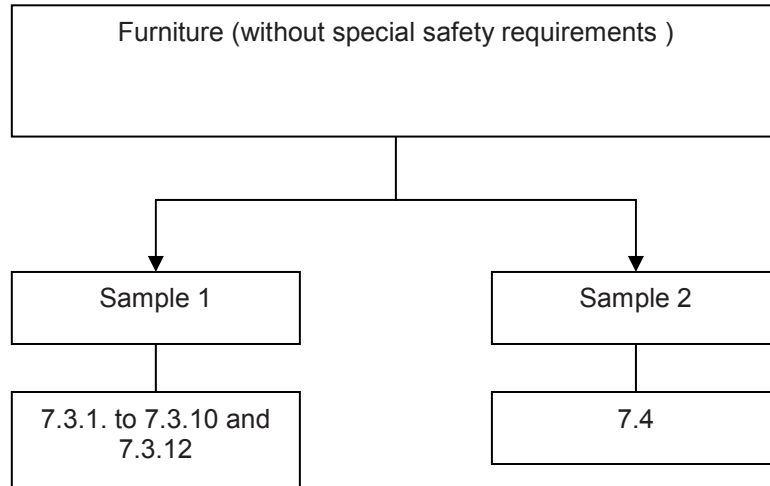 Furniture (without special safety requirements )
Sample 1
Sample 2
7.3.1. to 7.3.10 and
7.3.12
7.4